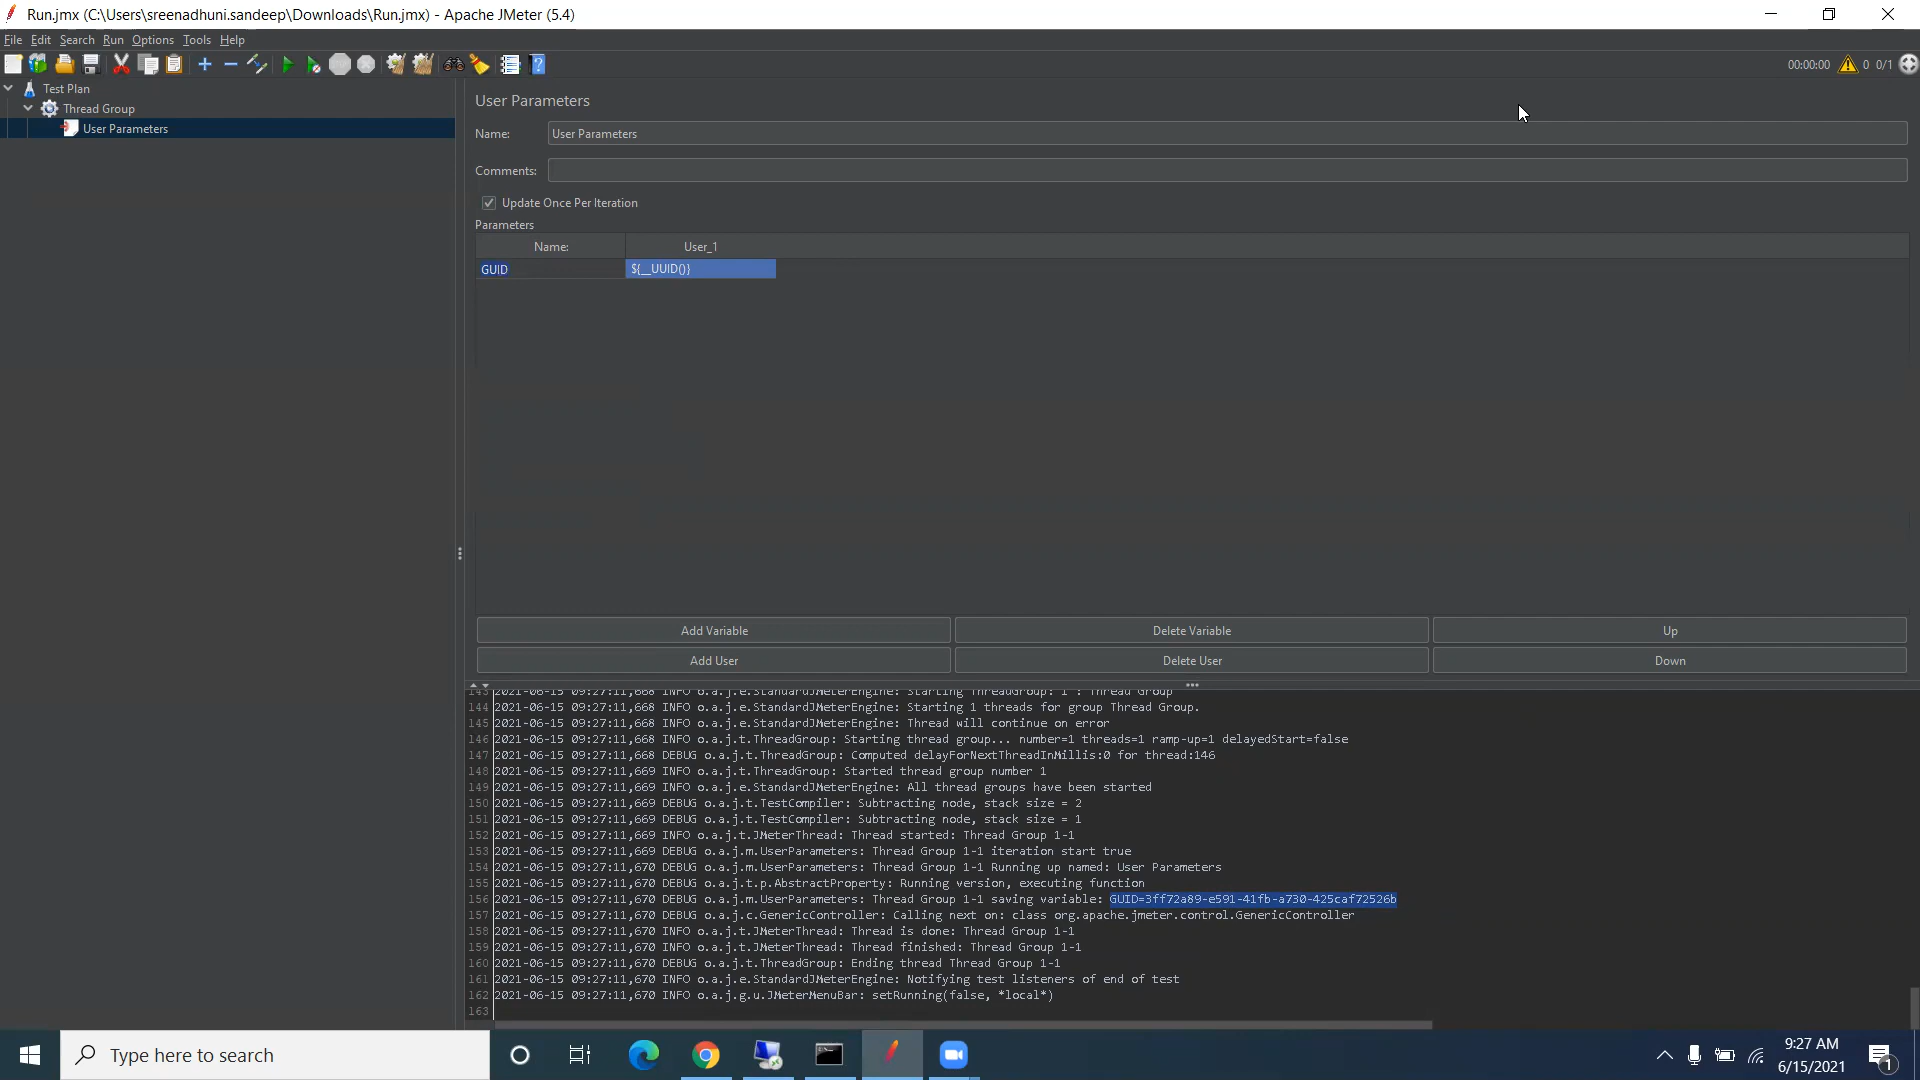 Run.jmx (C:\Users\sreenadhuni.sandeep\Downloads\Run.jmx) - Apache JMeter (5.4)
File Edit Search Run Options Tools Help
00:00:00 0 0/1
Test Plan
Thread Group
User Parameters
User Parameters
Name: User Parameters
Comments:
Update Once Per Iteration
Parameters
Name: User_1
GUID ${__UUID()}
Add Variable Delete Variable Up
Add User Delete User Down
143 2021-06-15 09:27:11,668 INFO o.a.j.e.StandardJMeterEngine: Starting ThreadGroup: 1 : Thread Group
144 2021-06-15 09:27:11,668 INFO o.a.j.e.StandardJMeterEngine: Starting 1 threads for group Thread Group.
145 2021-06-15 09:27:11,668 INFO o.a.j.e.StandardJMeterEngine: Thread will continue on error
146 2021-06-15 09:27:11,668 INFO o.a.j.t.ThreadGroup: Starting thread group... number=1 threads=1 ramp-up=1 delayedStart=false
147 2021-06-15 09:27:11,668 DEBUG o.a.j.t.ThreadGroup: Computed delayForNextThreadInMillis:0 for thread:146
148 2021-06-15 09:27:11,669 INFO o.a.j.t.ThreadGroup: Started thread group number 1
149 2021-06-15 09:27:11,669 INFO o.a.j.e.StandardJMeterEngine: All thread groups have been started
150 2021-06-15 09:27:11,669 DEBUG o.a.j.t.TestCompiler: Subtracting node, stack size = 2
151 2021-06-15 09:27:11,669 DEBUG o.a.j.t.TestCompiler: Subtracting node, stack size = 1
152 2021-06-15 09:27:11,669 INFO o.a.j.t.JMeterThread: Thread started: Thread Group 1-1
153 2021-06-15 09:27:11,669 DEBUG o.a.j.m.UserParameters: Thread Group 1-1 iteration start true
154 2021-06-15 09:27:11,670 DEBUG o.a.j.m.UserParameters: Thread Group 1-1 Running up named: User Parameters
155 2021-06-15 09:27:11,670 DEBUG o.a.j.t.p.AbstractProperty: Running version, executing function
156 2021-06-15 09:27:11,670 DEBUG o.a.j.m.UserParameters: Thread Group 1-1 saving variable: GUID=3ff72a89-e591-41fb-a730-425caf72526b
157 2021-06-15 09:27:11,670 DEBUG o.a.j.c.GenericController: Calling next on: class org.apache.jmeter.control.GenericController
158 2021-06-15 09:27:11,670 INFO o.a.j.t.JMeterThread: Thread is done: Thread Group 1-1
159 2021-06-15 09:27:11,670 INFO o.a.j.t.JMeterThread: Thread finished: Thread Group 1-1
160 2021-06-15 09:27:11,670 DEBUG o.a.j.t.ThreadGroup: Ending thread Thread Group 1-1
161 2021-06-15 09:27:11,670 INFO o.a.j.e.StandardJMeterEngine: Notifying test listeners of end of test
162 2021-06-15 09:27:11,670 INFO o.a.j.g.u.JMeterMenuBar: setRunning(false, *local*)
163
Type here to search
9:27 AM
6/15/2021
1